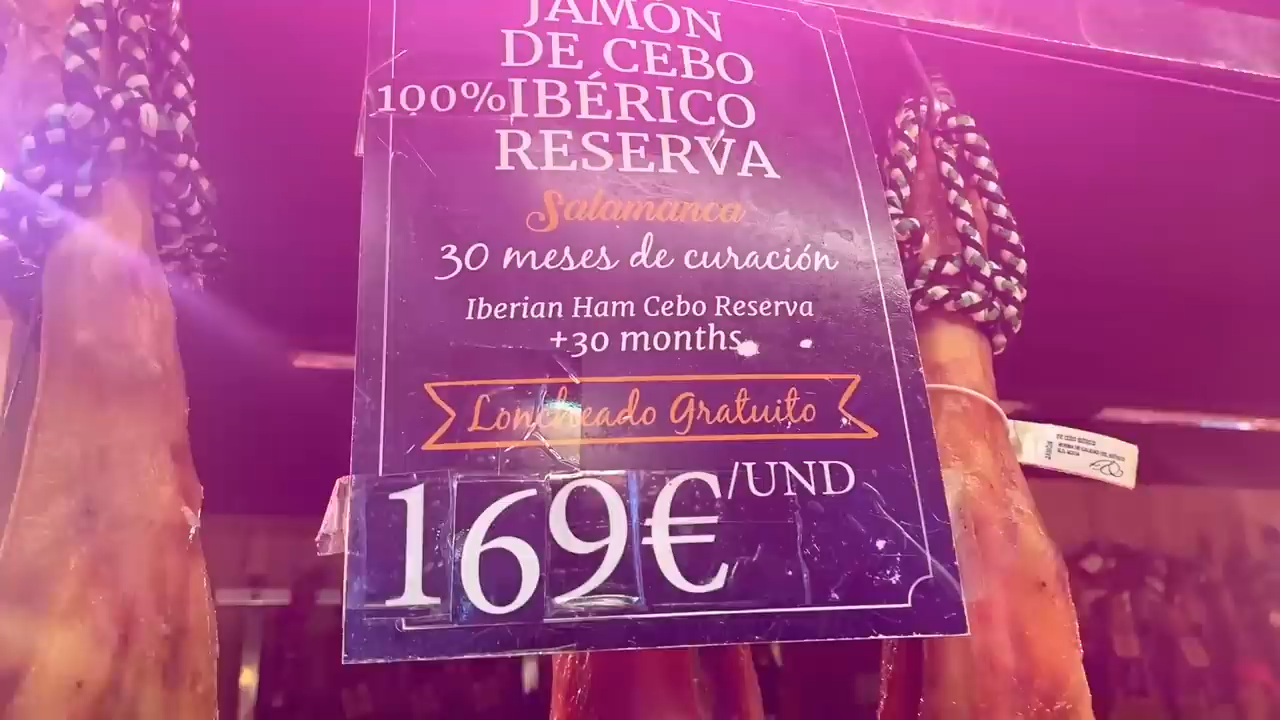 JAMÓN
DE CEBO
100% IBÉRICO
RESERVA
Salamanca
30 meses de curación
Iberian Ham Cebo Reserva
+30 months
Loncheado Gratuito
169€/UND